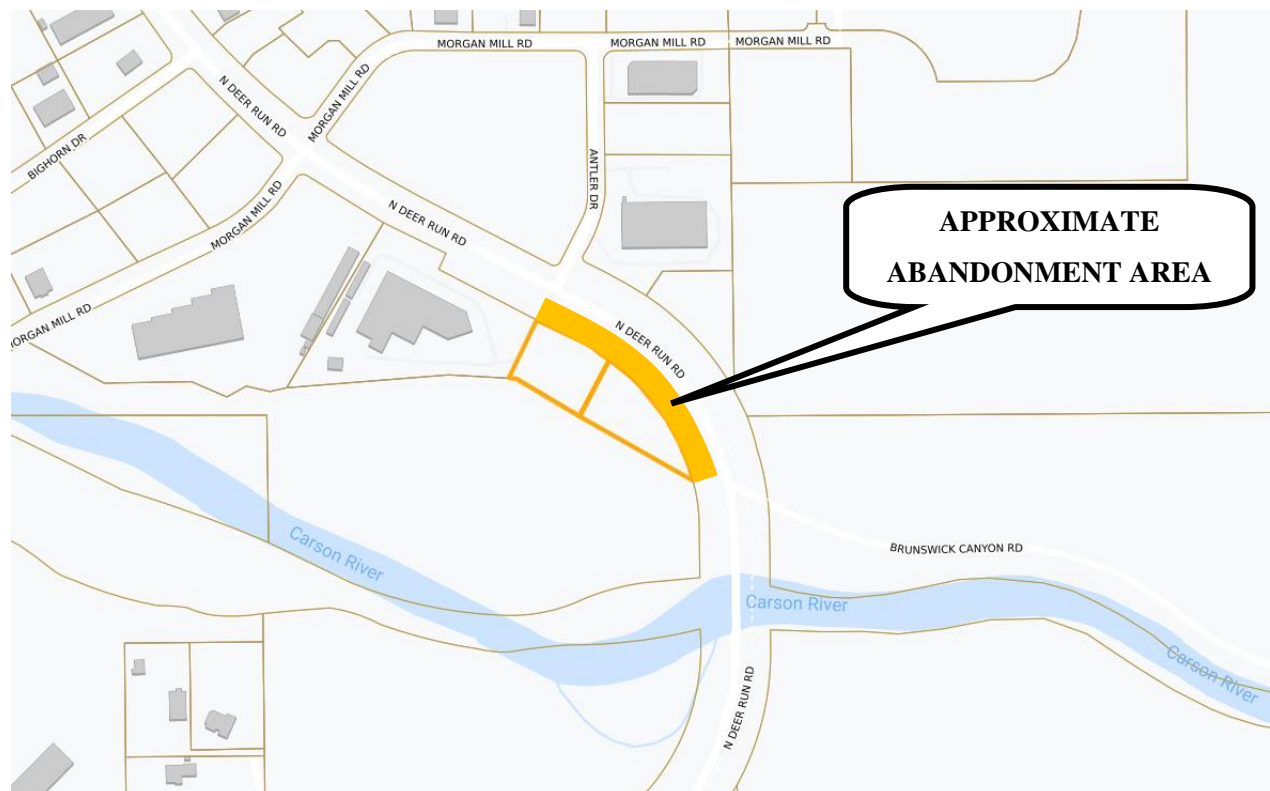 MORGAN MILL RD
MORGAN MILL RD
MORGAN MILL RD
N DEER RUN RD
MORGAN MILL RD
BIGHORN DR
ANTLER DR
MORGAN MILL RD
N DEER RUN RD
APPROXIMATE
ABANDONMENT AREA
ORGAN MILL RD
N DEER RUN RD
Carson River
BRUNSWICK CANYON RD
Carson River
Carson River
N DEER RUN RD